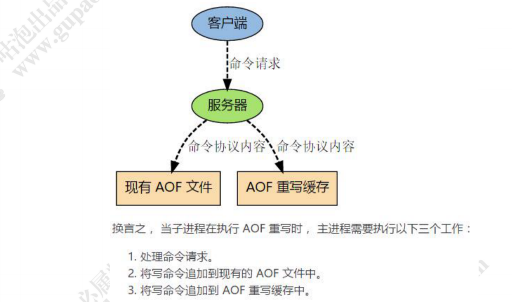 客户端
命令请求
服务器
命令协议内容 命令协议内容
现有 AOF 文件 AOF 重写缓存
换言之， 当子进程在执行 AOF 重写时， 主进程需要执行以下三个工作：
1. 处理命令请求。
2. 将写命令追加到现有的 AOF 文件中。
3. 将写命令追加到 AOF 重写缓存中。